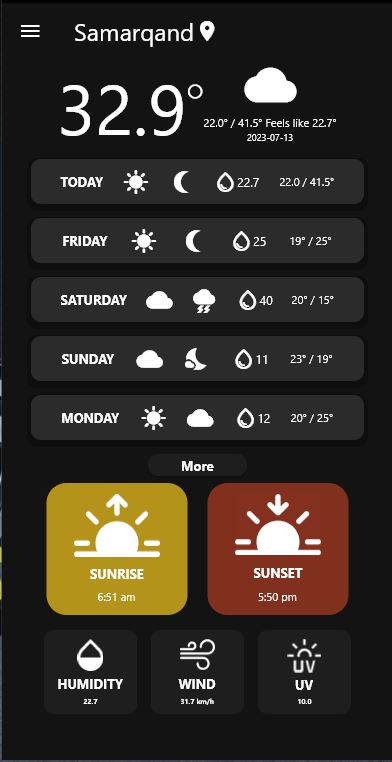 Samarqand
32.9°
22.0° / 41.5° Feels like 22.7°
2023-07-13
TODAY 22.7 22.0 / 41.5°
FRIDAY 25 19° / 25°
SATURDAY 40 20° / 15°
SUNDAY 11 23° / 19°
MONDAY 12 20° / 25°
More
SUNRISE
6:51 am
SUNSET
5:50 pm
HUMIDITY
22.7
WIND
31.7 km/h
UV
UV
10.0